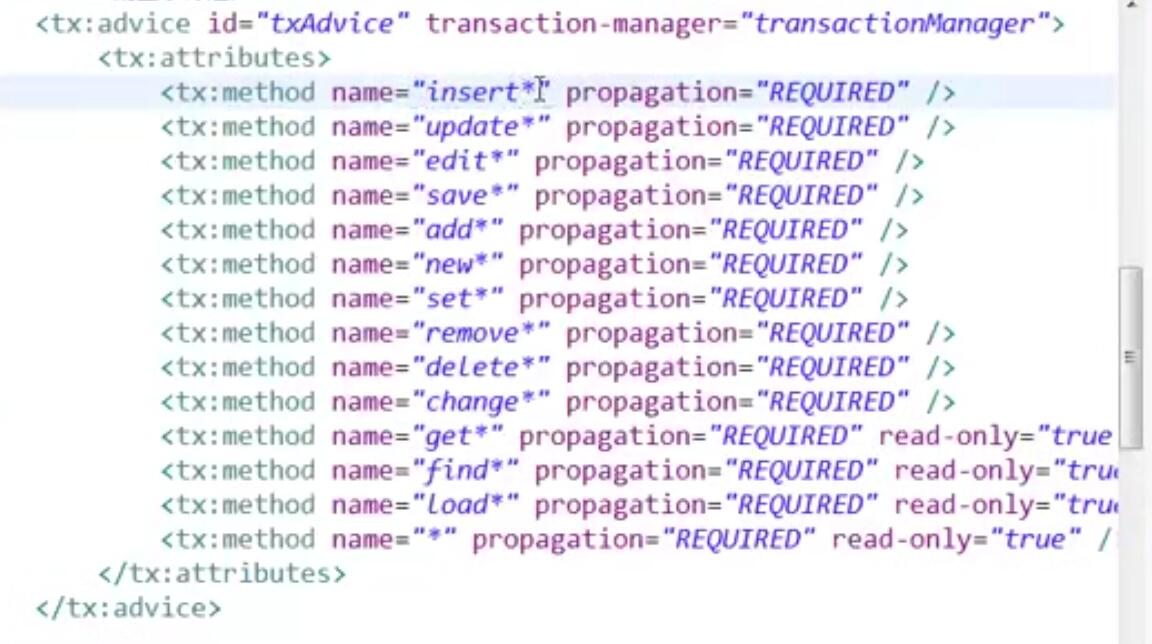 <tx:advice id="txAdvice" transaction-manager="transactionManager">
<tx:attributes>
<tx:method name="insert*" propagation="REQUIRED" />
<tx:method name="update*" propagation="REQUIRED" />
<tx:method name="edit*" propagation="REQUIRED" />
<tx:method name="save*" propagation="REQUIRED" />
<tx:method name="add*" propagation="REQUIRED" />
<tx:method name="new*" propagation="REQUIRED" />
<tx:method name="set*" propagation="REQUIRED" />
<tx:method name="remove*" propagation="REQUIRED" />
<tx:method name="delete*" propagation="REQUIRED" />
<tx:method name="change*" propagation="REQUIRED" />
<tx:method name="get*" propagation="REQUIRED" read-only="true
<tx:method name="find*" propagation="REQUIRED" read-only="tru
<tx:method name="load*" propagation="REQUIRED" read-only="tru
<tx:method name="*" propagation="REQUIRED" read-only="true" /
</tx:attributes>
</tx:advice>